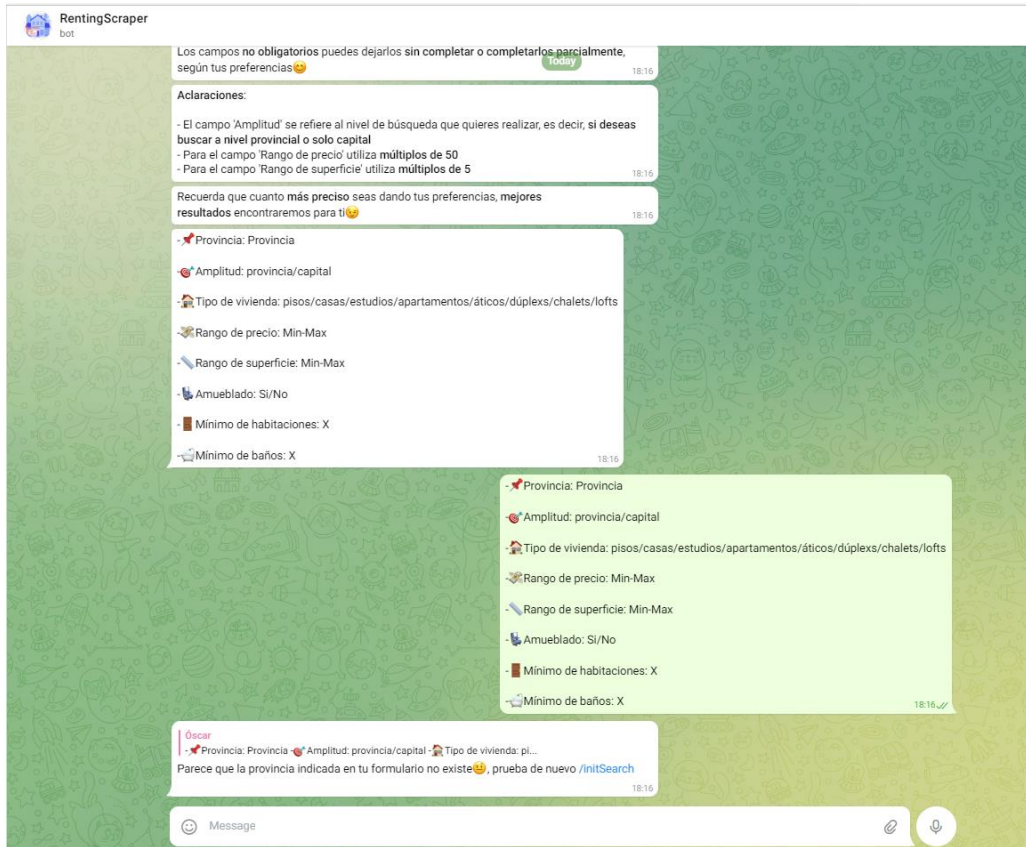 RentingScraper
bot
Los campos no obligatorios puedes dejarlos sin completar o completarlos parcialmente,
según tus preferencias😊
Today
18:16
Aclaraciones:
- El campo 'Amplitud' se refiere al nivel de búsqueda que quieres realizar, es decir, si deseas
buscar a nivel provincial o solo capital
- Para el campo 'Rango de precio' utiliza múltiplos de 50
- Para el campo 'Rango de superficie' utiliza múltiplos de 5
18:16
Recuerda que cuanto más preciso seas dando tus preferencias, mejores
resultados encontraremos para ti😉
18:16
-📌Provincia: Provincia
-🎯Amplitud: provincia/capital
-🏠Tipo de vivienda: pisos/casas/estudios/apartamentos/áticos/dúplexs/chalets/lofts
-💸Rango de precio: Min-Max
-📏Rango de superficie: Min-Max
-💺Amueblado: Si/No
-🚪Mínimo de habitaciones: X
-🛁Mínimo de baños: X
18:16
-📌Provincia: Provincia
-🎯Amplitud: provincia/capital
-🏠Tipo de vivienda: pisos/casas/estudios/apartamentos/áticos/dúplexs/chalets/lofts
-💸Rango de precio: Min-Max
-📏Rango de superficie: Min-Max
-💺Amueblado: Si/No
-🚪Mínimo de habitaciones: X
-🛁Mínimo de baños: X
18:16
Óscar
-📌Provincia: Provincia -🎯Amplitud: provincia/capital -🏠Tipo de vivienda: pi...
Parece que la provincia indicada en tu formulario no existe😐, prueba de nuevo /initSearch
18:16
Message